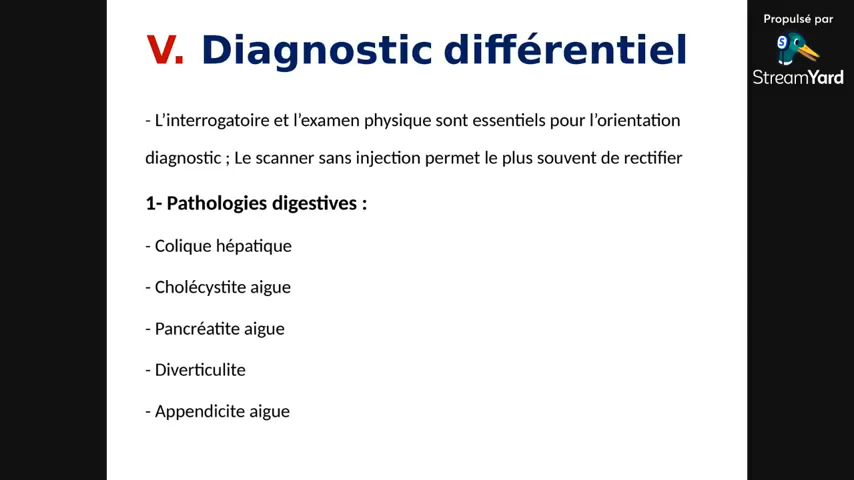 Propulsé par
StreamYard
V. Diagnostic différentiel
- L’interrogatoire et l’examen physique sont essentiels pour l’orientation
diagnostic ; Le scanner sans injection permet le plus souvent de rectifier
1- Pathologies digestives :
- Colique hépatique
- Cholécystite aigue
- Pancréatite aigue
- Diverticulite
- Appendicite aigue